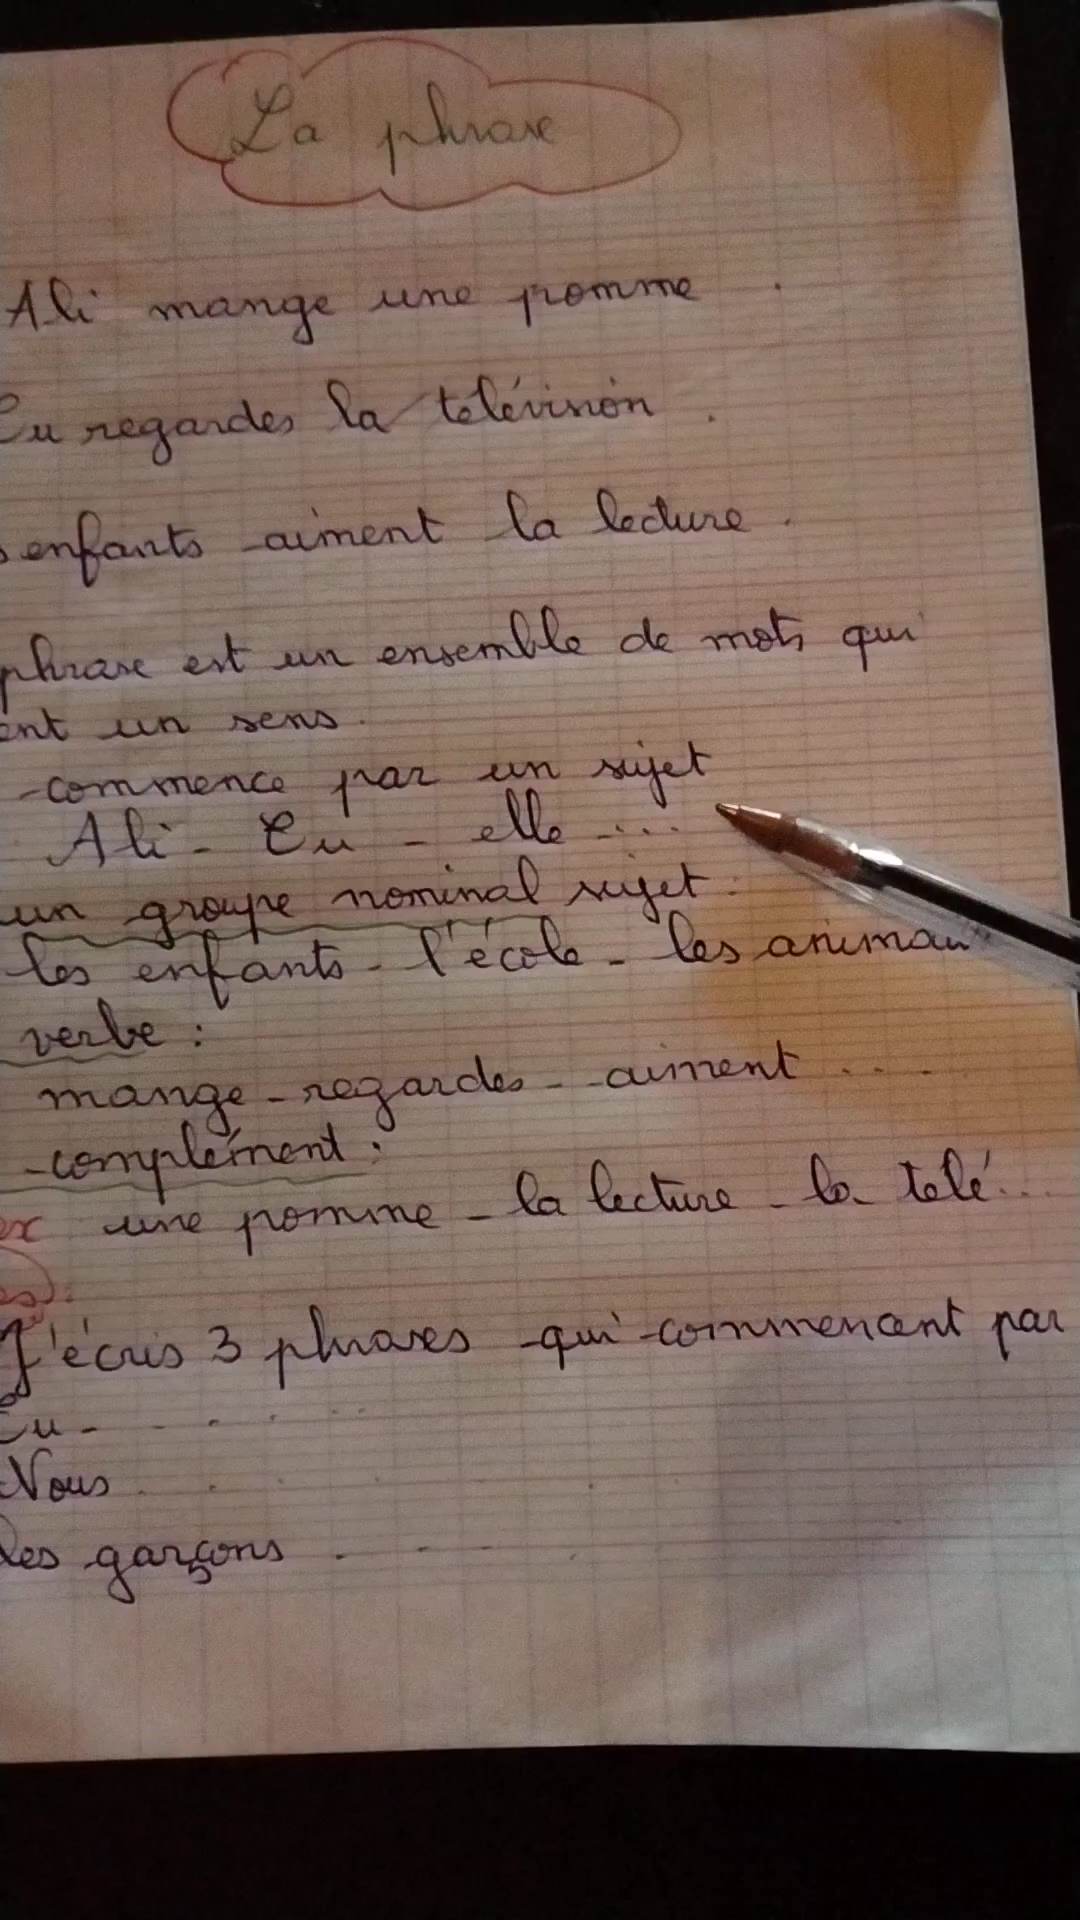 La phrase
Ali mange une pomme .
Tu regardes la télévision .
enfants aiment la lecture .
phrase est un ensemble de mots qui
ent un sens.
commence par un sujet
Ali - Tu - elle ....
un groupe nominal sujet :
les enfants - l'école - les animau
verbe :
mange - regardes - aiment ....
complément :
ex une pomme - la lecture - la télé...
J'écris 3 phrases qui commencent par
Tu - . . . .
Nous . . . .
les garçons . . . .